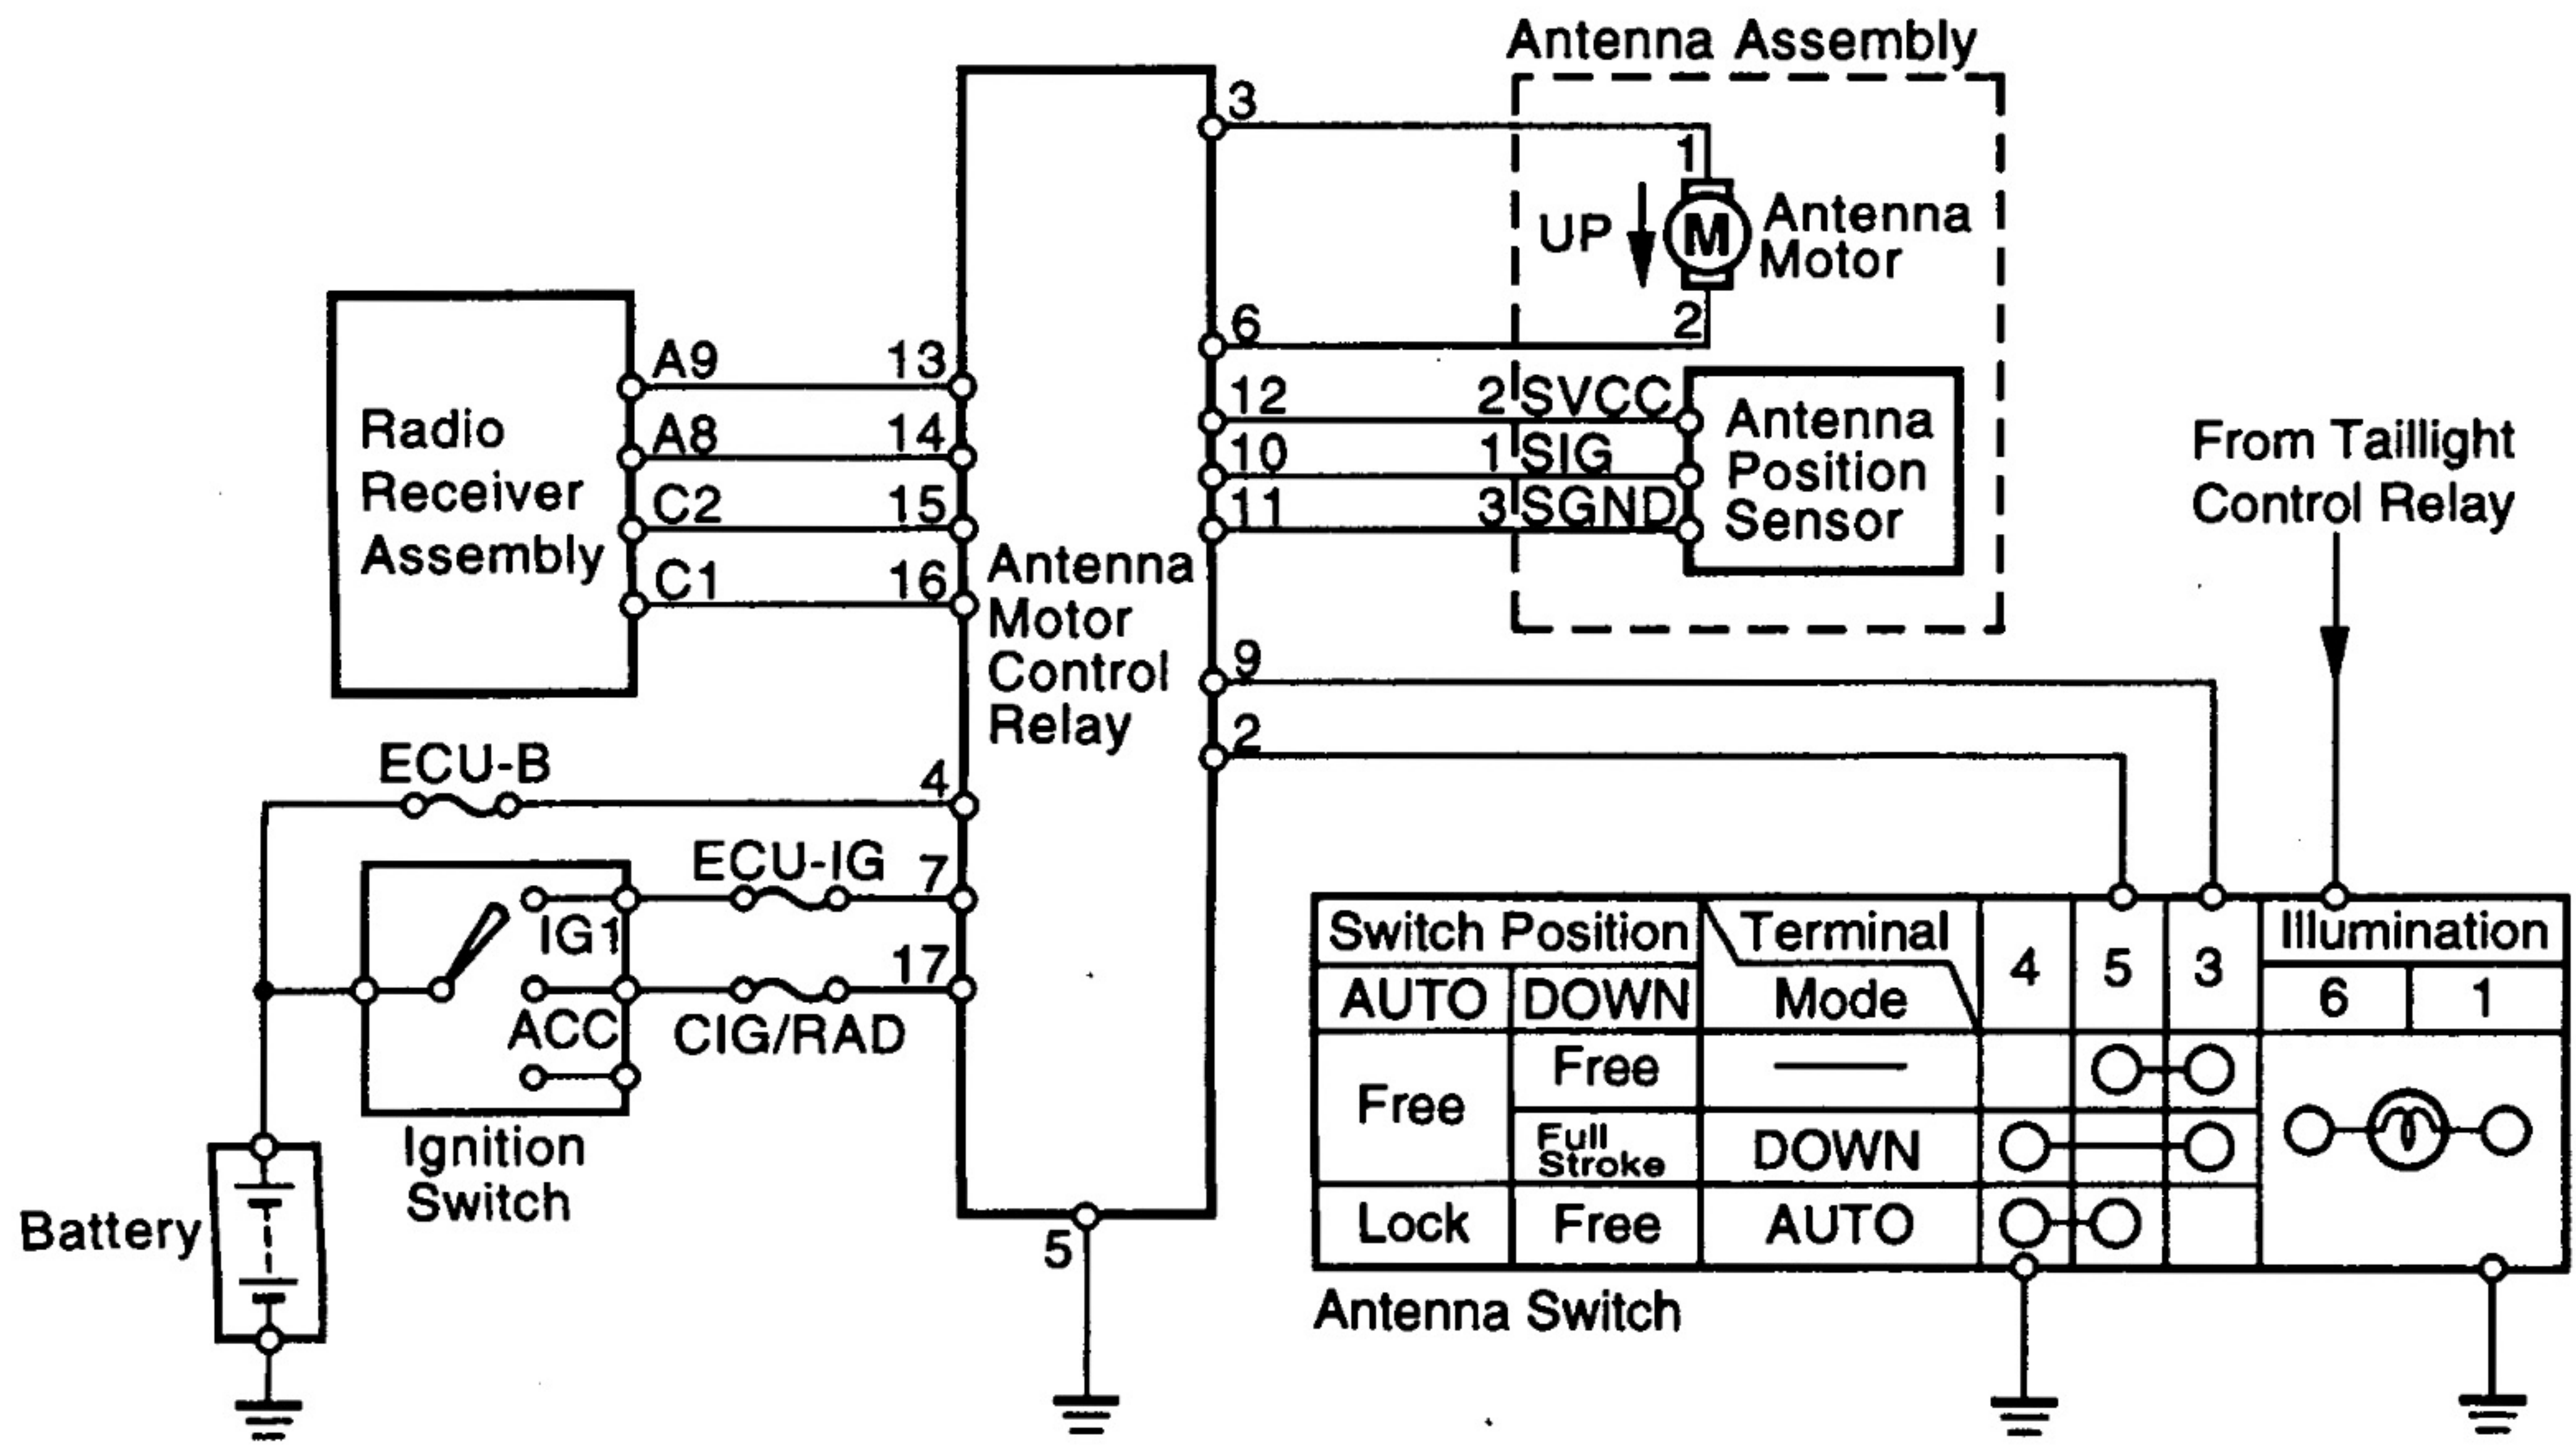 Antenna Assembly
3
1
UP
M
Antenna
Motor
6
2
Radio
Receiver
Assembly
A9
13
A8
14
C2
15
C1
16
Antenna
Motor
Control
Relay
12
2
SVCC
10
1
SIG
11
3
SGND
Antenna
Position
Sensor
From Taillight
Control Relay
9
2
ECU-B
4
ECU-IG
7
IG1
17
ACC
CIG/RAD
Ignition
Switch
Battery
5
Switch Position
Terminal
Mode
4
5
3
Illumination
AUTO
DOWN
6
1
Free
Free
Full
Stroke
DOWN
Lock
Free
AUTO
Antenna Switch